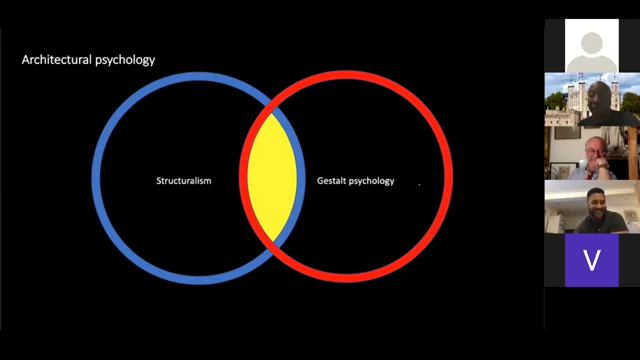 Architectural psychology
Structuralism
Gestalt psychology
V